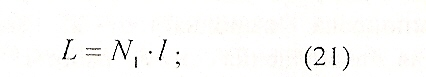 L = N₁ · l ; (21)